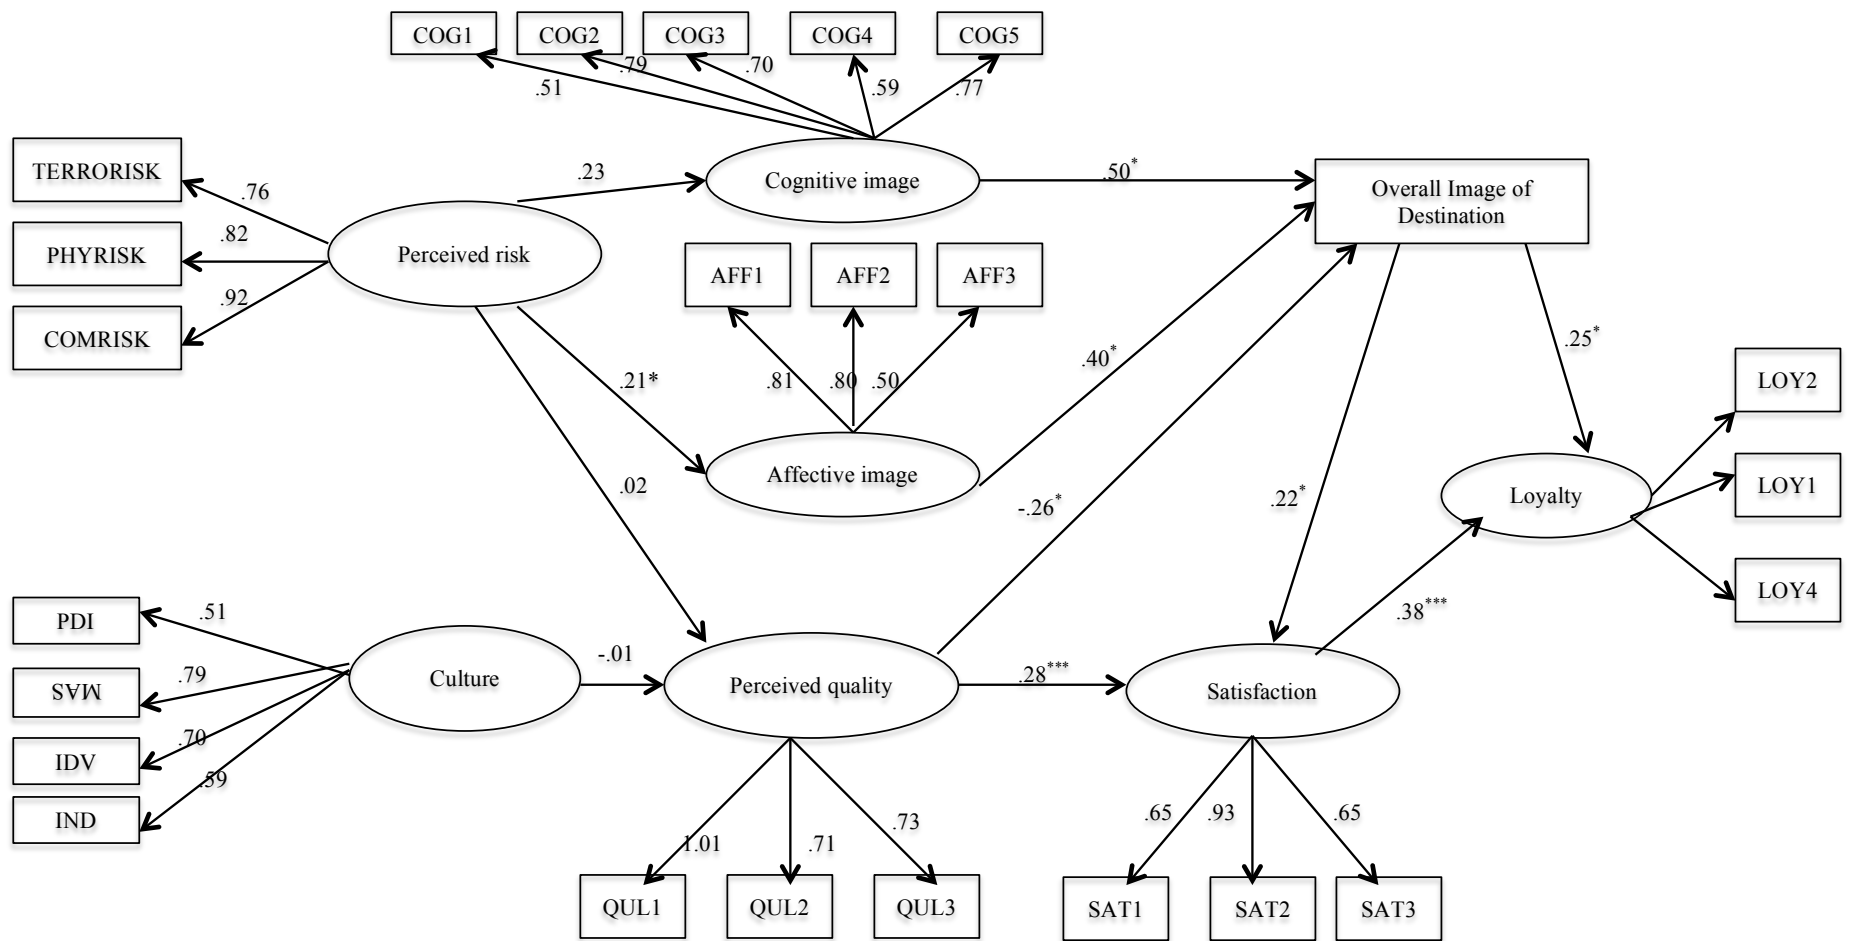 COG1
COG2
COG3
COG4
COG5
.51
.79
.70
.59
.77
TERRORISK
PHYRISK
COMRISK
.76
.82
.92
Perceived risk
.23
Cognitive image
.50*
Overall Image of
Destination
AFF1
AFF2
AFF3
.81
.80
.50
.21*
Affective image
.40*
.02
-.26*
.22*
.25*
Loyalty
LOY2
LOY1
LOY4
.38***
PDI
MAS
IDV
IND
.51
.79
.70
.59
Culture
-.01
Perceived quality
.28***
Satisfaction
1.01
.71
.73
QUL1
QUL2
QUL3
.65
.93
.65
SAT1
SAT2
SAT3